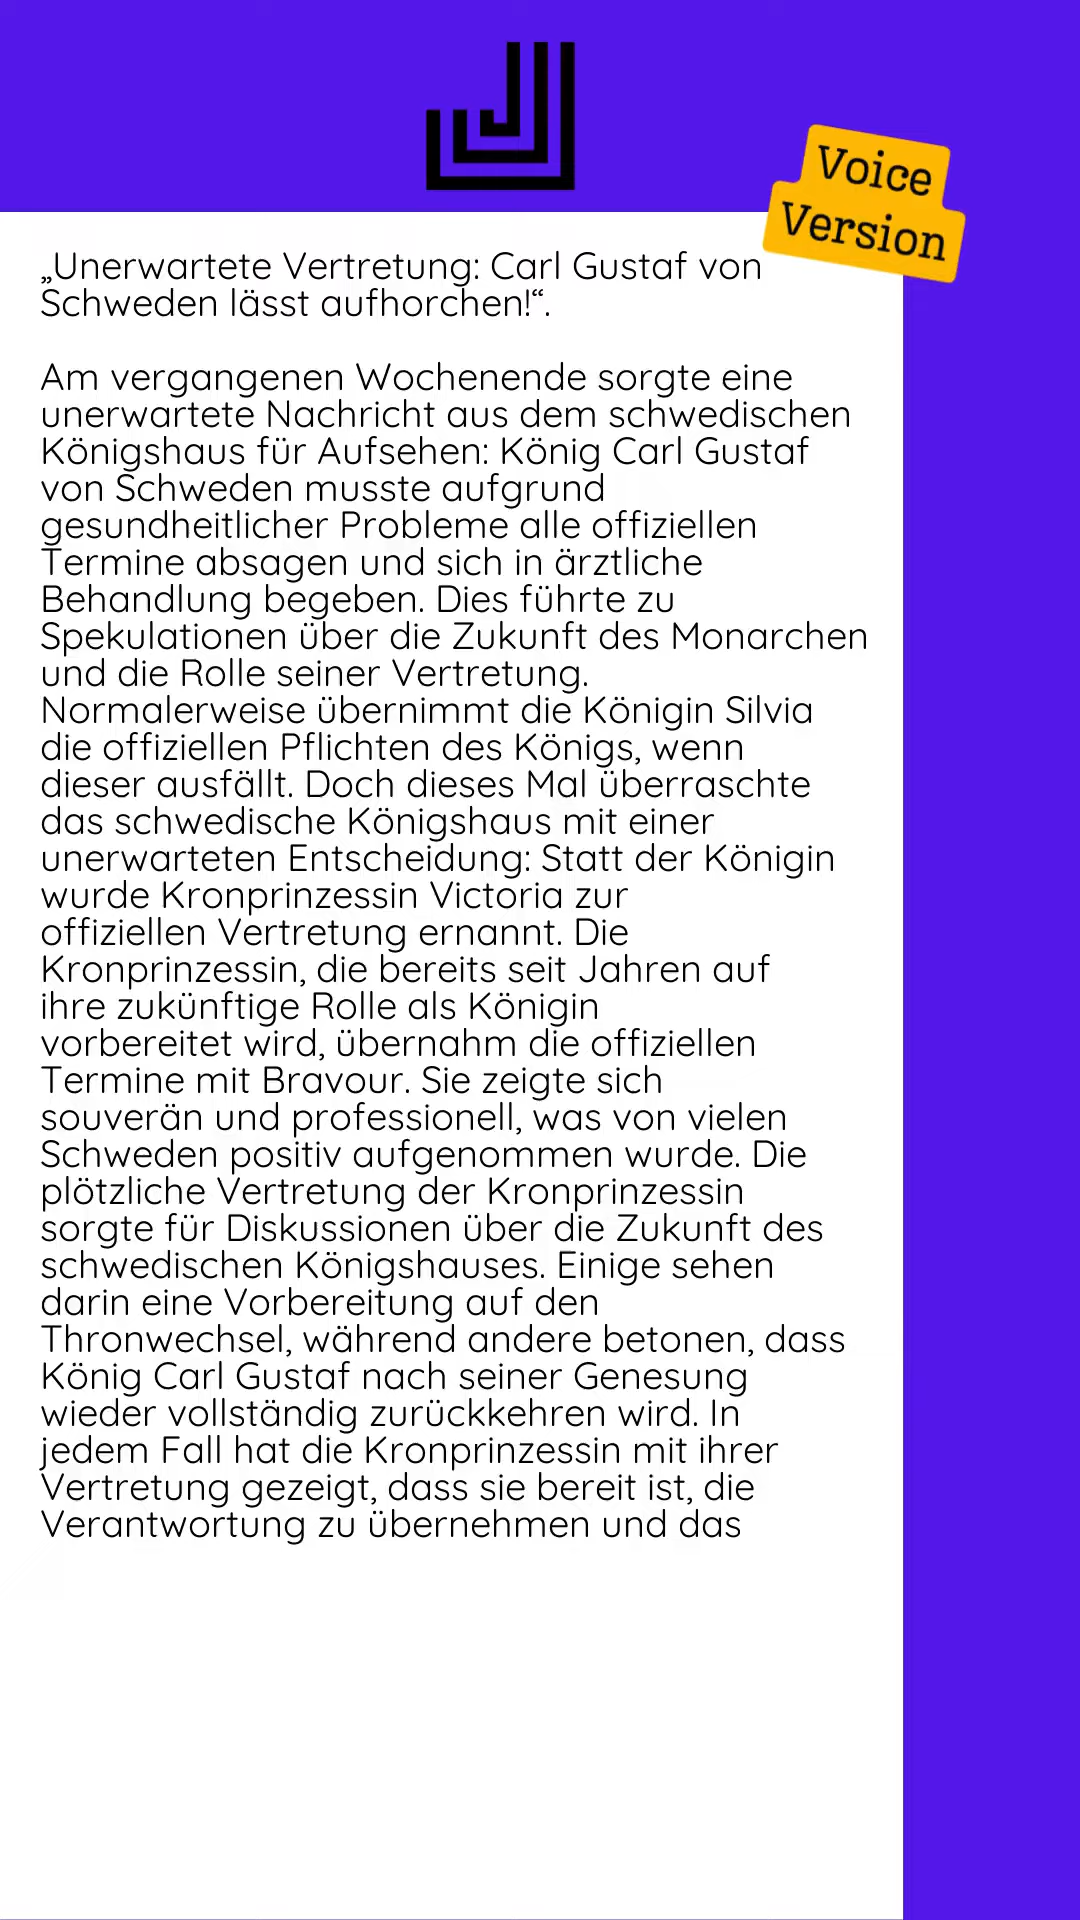 Voice
Version
„Unerwartete Vertretung: Carl Gustaf von
Schweden lässt aufhorchen!“.
Am vergangenen Wochenende sorgte eine
unerwartete Nachricht aus dem schwedischen
Königshaus für Aufsehen: König Carl Gustaf
von Schweden musste aufgrund
gesundheitlicher Probleme alle offiziellen
Termine absagen und sich in ärztliche
Behandlung begeben. Dies führte zu
Spekulationen über die Zukunft des Monarchen
und die Rolle seiner Vertretung.
Normalerweise übernimmt die Königin Silvia
die offiziellen Pflichten des Königs, wenn
dieser ausfällt. Doch dieses Mal überraschte
das schwedische Königshaus mit einer
unerwarteten Entscheidung: Statt der Königin
wurde Kronprinzessin Victoria zur
offiziellen Vertretung ernannt. Die
Kronprinzessin, die bereits seit Jahren auf
ihre zukünftige Rolle als Königin
vorbereitet wird, übernahm die offiziellen
Termine mit Bravour. Sie zeigte sich
souverän und professionell, was von vielen
Schweden positiv aufgenommen wurde. Die
plötzliche Vertretung der Kronprinzessin
sorgte für Diskussionen über die Zukunft des
schwedischen Königshauses. Einige sehen
darin eine Vorbereitung auf den
Thronwechsel, während andere betonen, dass
König Carl Gustaf nach seiner Genesung
wieder vollständig zurückkehren wird. In
jedem Fall hat die Kronprinzessin mit ihrer
Vertretung gezeigt, dass sie bereit ist, die
Verantwortung zu übernehmen und das